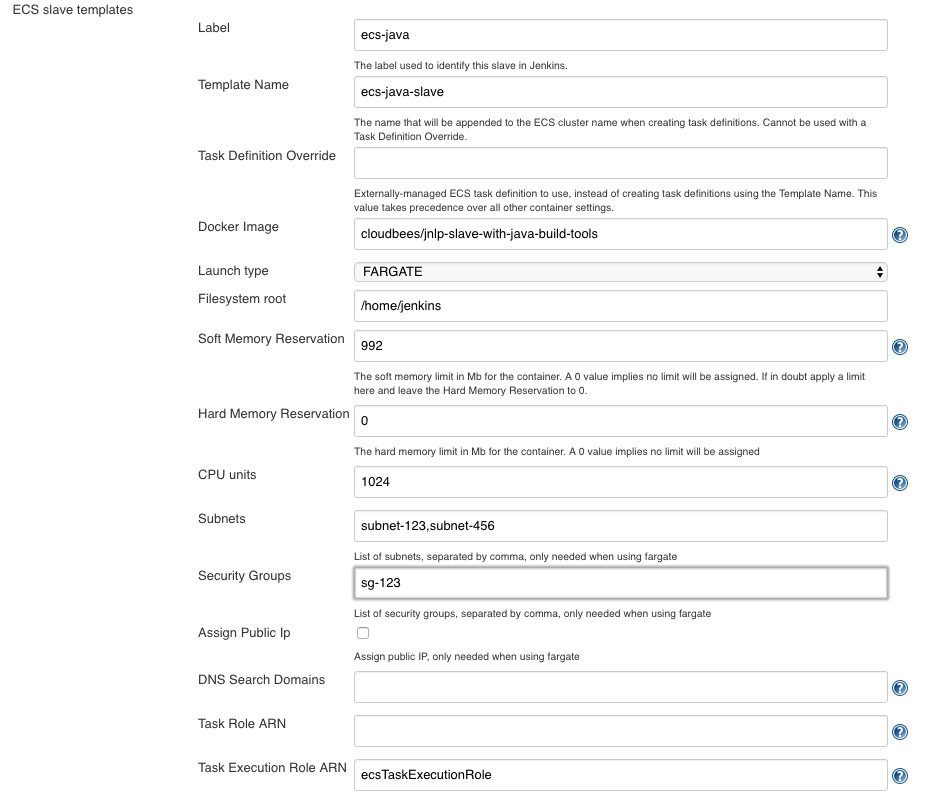 ECS slave templates
Label
ecs-java
The label used to identify this slave in Jenkins.
Template Name
ecs-java-slave
The name that will be appended to the ECS cluster name when creating task definitions. Cannot be used with a
Task Definition Override.
Task Definition Override
Externally-managed ECS task definition to use, instead of creating task definitions using the Template Name. This
value takes precedence over all other container settings.
Docker Image
cloudbees/jnlp-slave-with-java-build-tools
Launch type
FARGATE
Filesystem root
/home/jenkins
Soft Memory Reservation
992
The soft memory limit in Mb for the container. A 0 value implies no limit will be assigned. If in doubt apply a limit
here and leave the Hard Memory Reservation to 0.
Hard Memory Reservation
0
The hard memory limit in Mb for the container. A 0 value implies no limit will be assigned
CPU units
1024
Subnets
subnet-123,subnet-456
List of subnets, separated by comma, only needed when using fargate
Security Groups
sg-123
List of security groups, separated by comma, only needed when using fargate
Assign Public Ip
Assign public IP, only needed when using fargate
DNS Search Domains
Task Role ARN
Task Execution Role ARN
ecsTaskExecutionRole